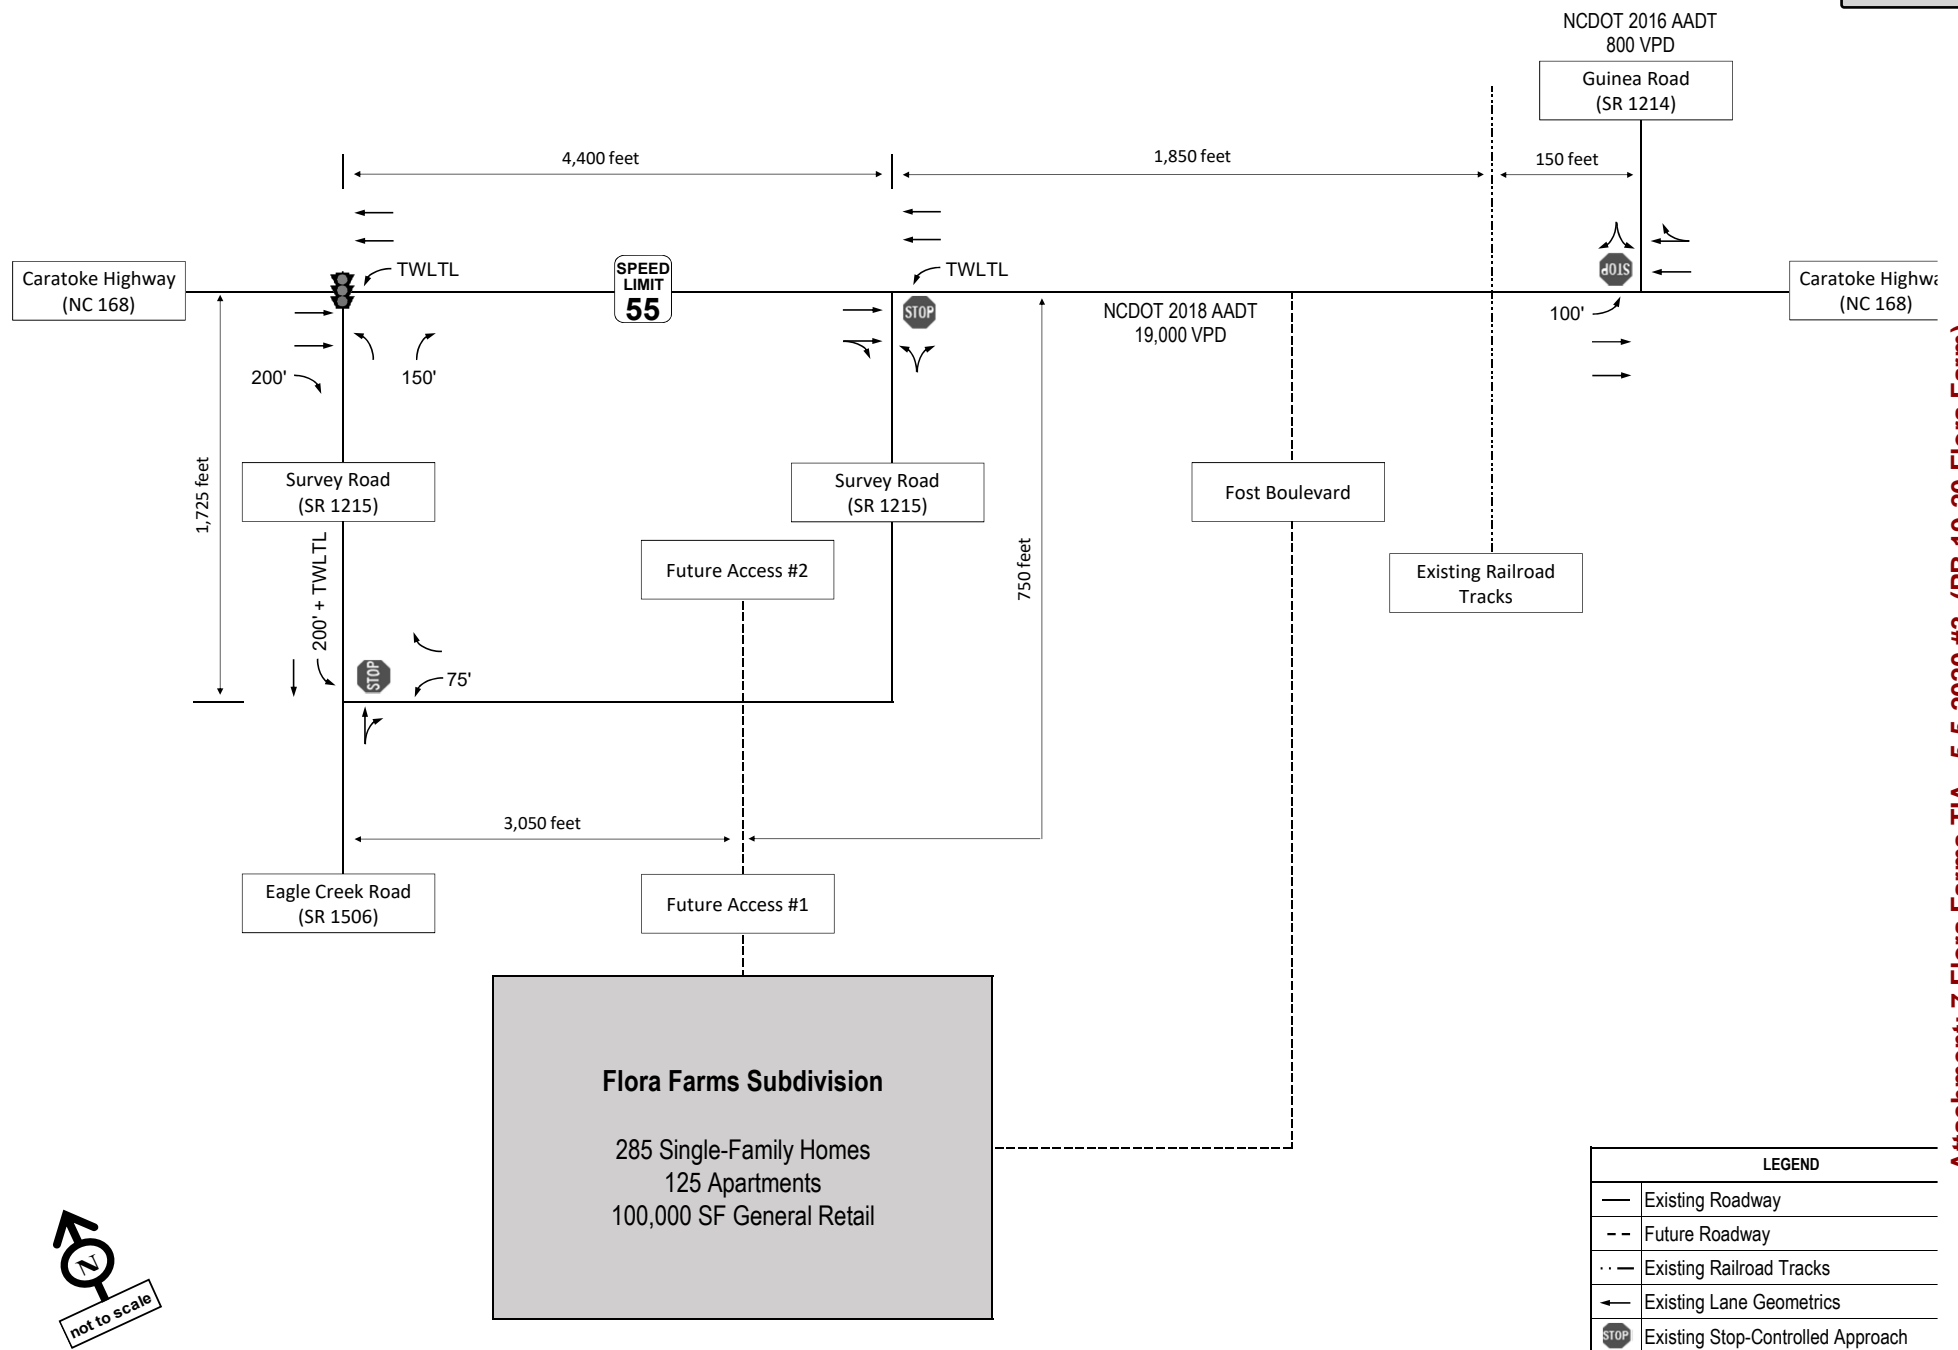 NCDOT 2016 AADT
800 VPD
Guinea Road
(SR 1214)
4,400 feet
1,850 feet
150 feet
TWLTL
TWLTL
SPEED
LIMIT
55
STOP
STOP
Caratoke Highway
(NC 168)
NCDOT 2018 AADT
19,000 VPD
100'
Caratoke Highwa
(NC 168)
200'
150'
1,725 feet
Survey Road
(SR 1215)
Survey Road
(SR 1215)
Fost Boulevard
750 feet
Existing Railroad
Tracks
Future Access #2
200' + TWLTL
STOP
75'
3,050 feet
Eagle Creek Road
(SR 1506)
Future Access #1
Flora Farms Subdivision
285 Single-Family Homes
125 Apartments
100,000 SF General Retail
N
not to scale
LEGEND
Existing Roadway
Future Roadway
Existing Railroad Tracks
Existing Lane Geometrics
STOP
Existing Stop-Controlled Approach